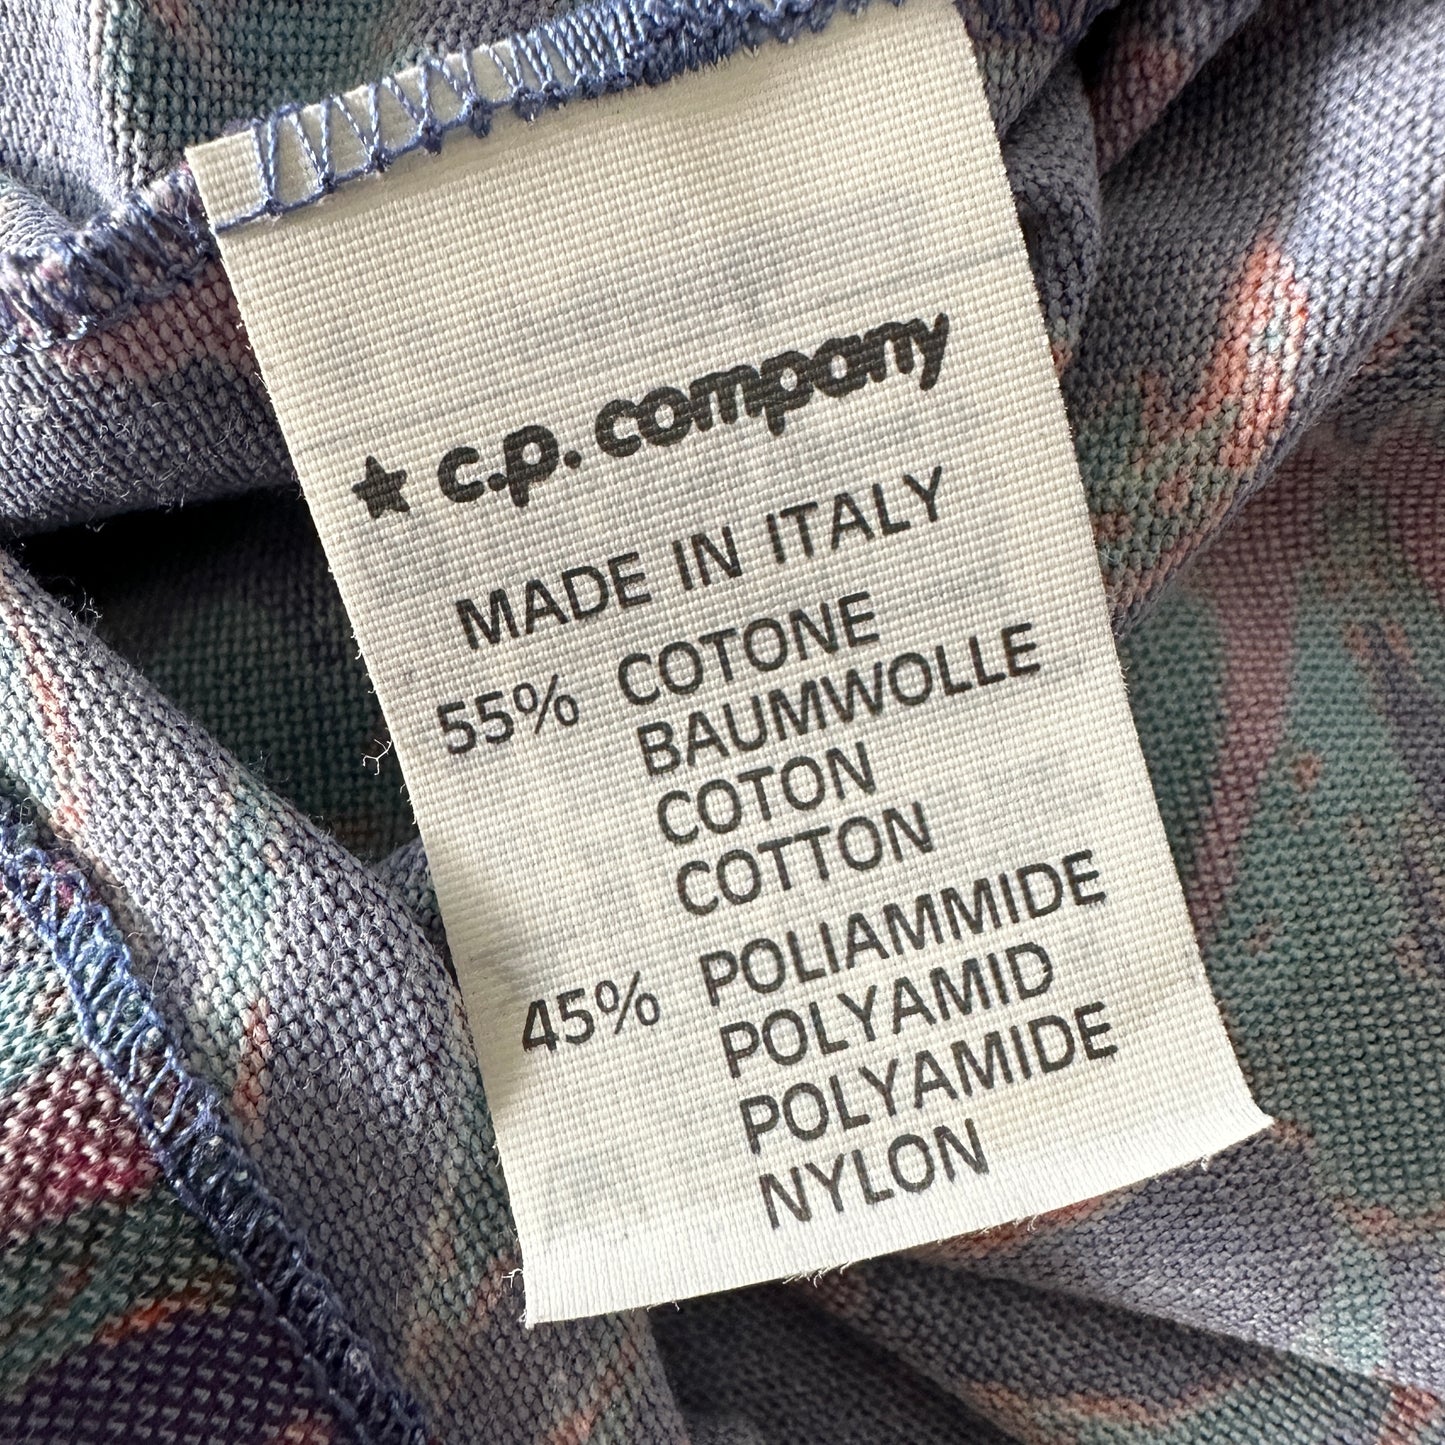 ★ c.p. company
MADE IN ITALY
55% COTONE
BAUMWOLLE
COTON
COTTON
45% POLIAMMIDE
POLYAMID
POLYAMIDE
NYLON